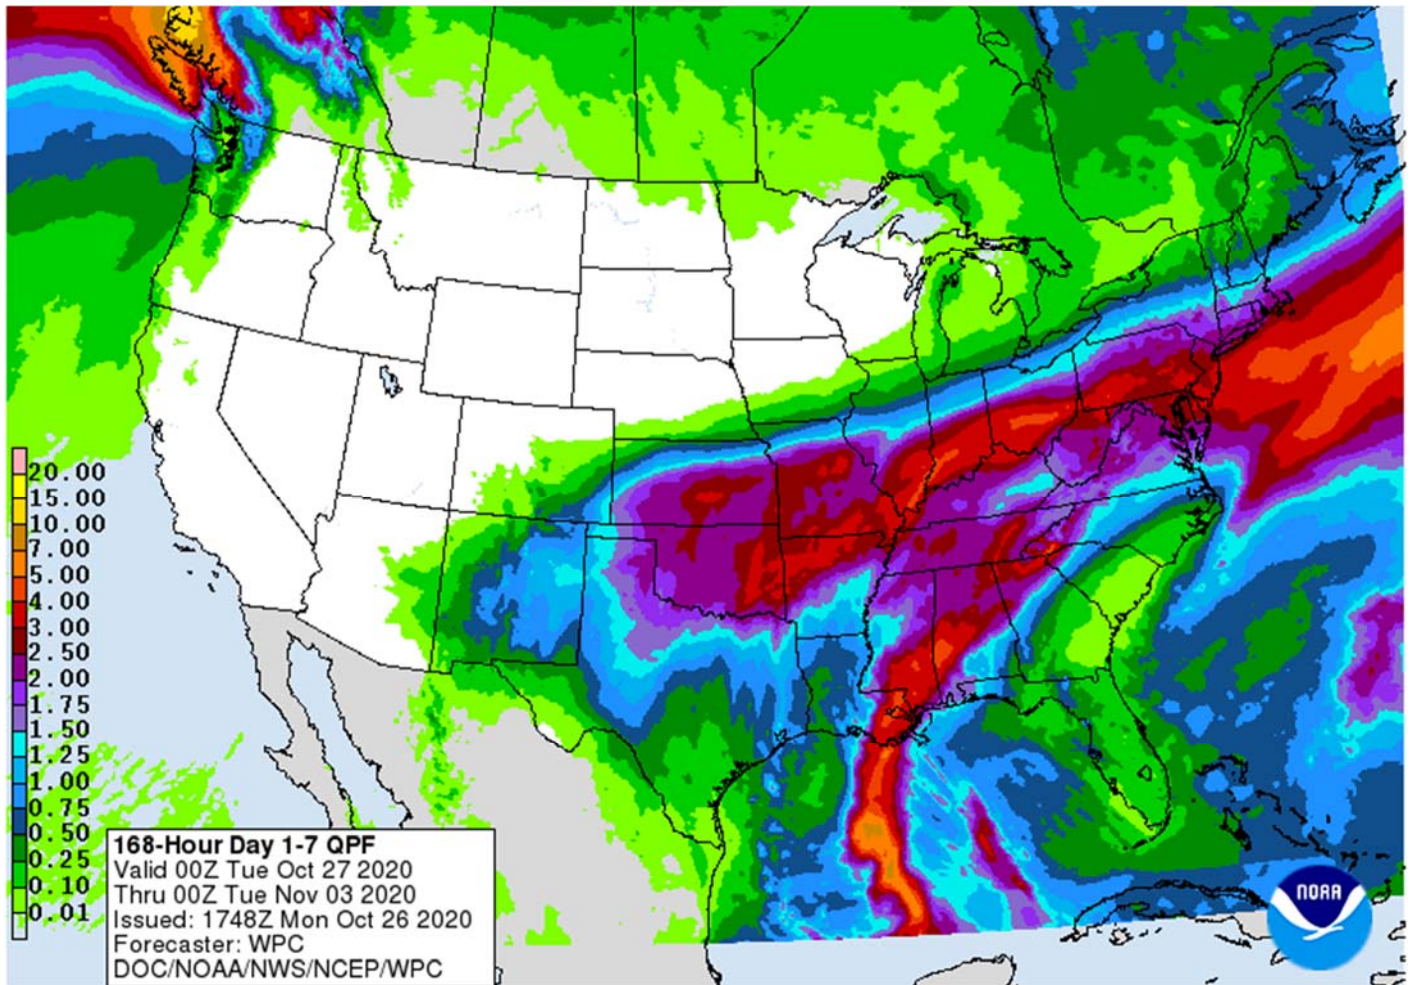 20.00
15.00
10.00
7.00
5.00
4.00
3.00
2.50
2.00
1.75
1.50
1.25
1.00
0.75
0.50
0.25
0.10
0.01
168-Hour Day 1-7 QPF
Valid 00Z Tue Oct 27 2020
Thru 00Z Tue Nov 03 2020
Issued: 1748Z Mon Oct 26 2020
Forecaster: WPC
DOC/NOAA/NWS/NCEP/WPC
NOAA